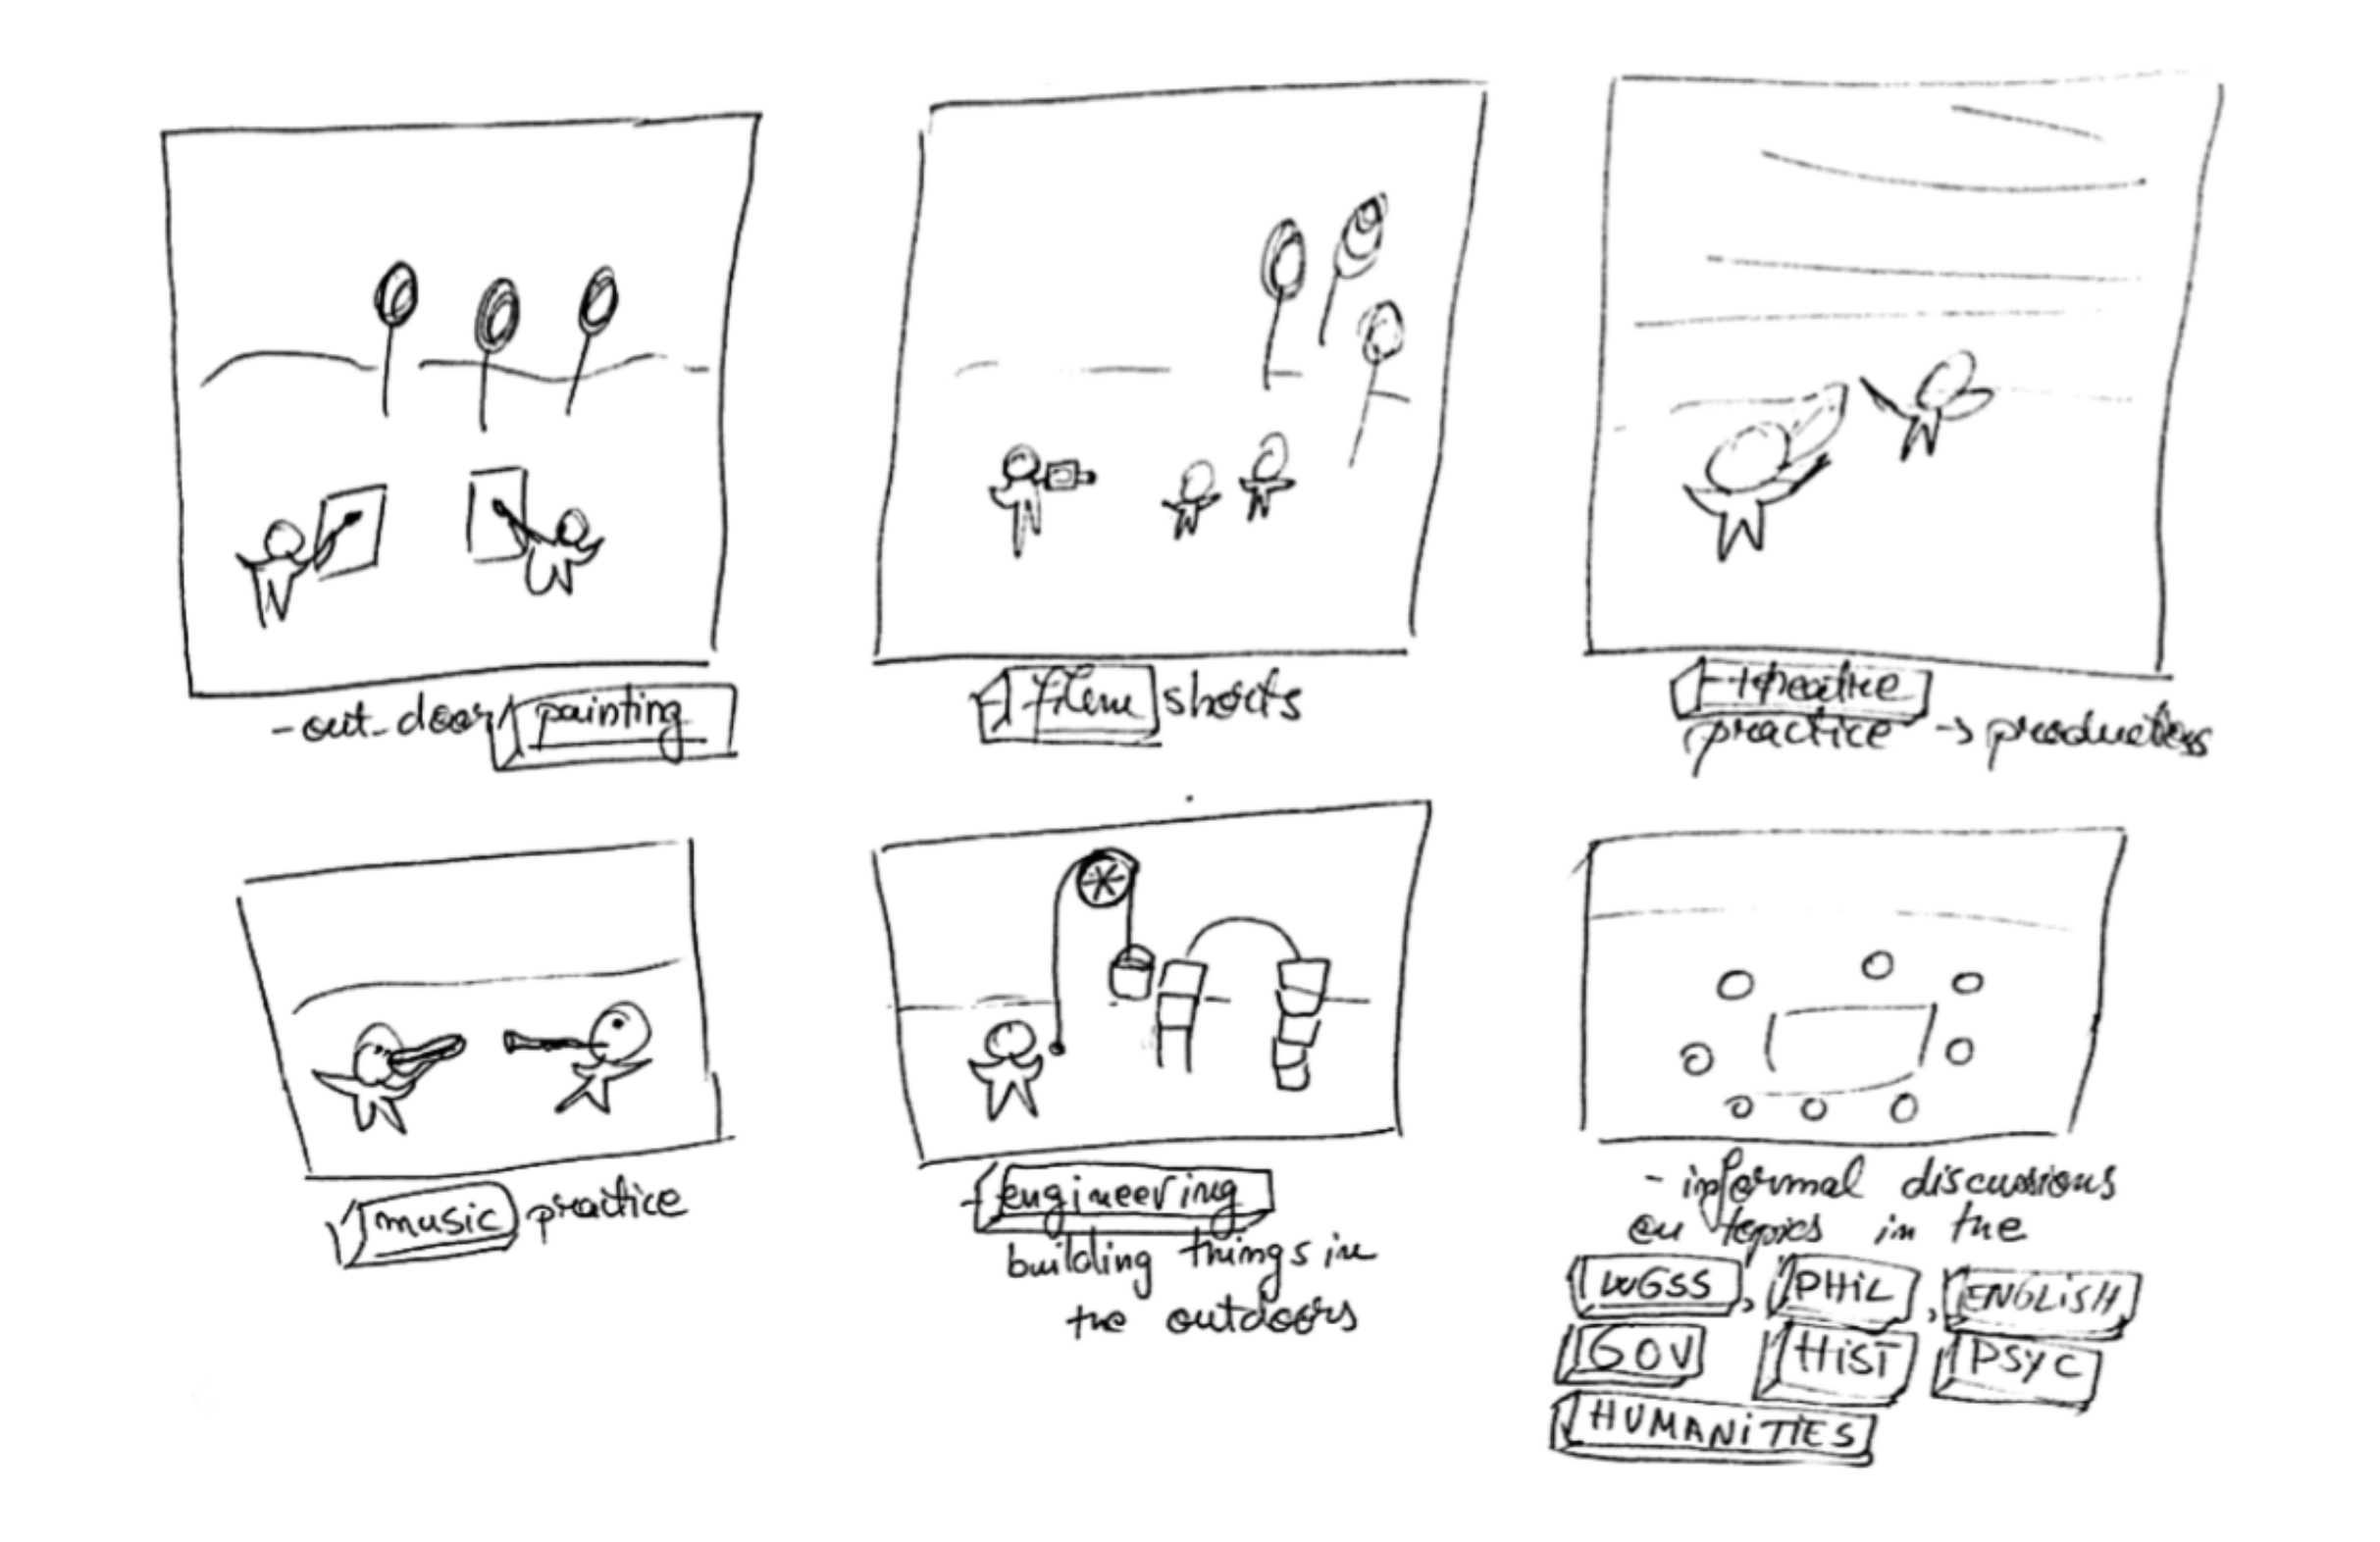 - out-door painting
- film shoots
- theatre
practice -> productions
music practice
- engineering
building things in
the outdoors
- informal discussions
on topics in the
WGSS, PHIL, ENGLISH
GOV HIST PSYC
HUMANITIES